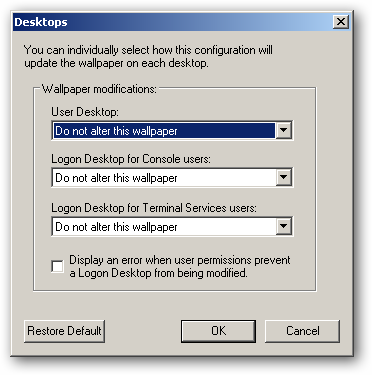 Desktops
You can individually select how this configuration will
update the wallpaper on each desktop.
Wallpaper modifications:
User Desktop:
Do not alter this wallpaper
Logon Desktop for Console users:
Do not alter this wallpaper
Logon Desktop for Terminal Services users:
Do not alter this wallpaper
Display an error when user permissions prevent
a Logon Desktop from being modified.
Restore Default
OK
Cancel